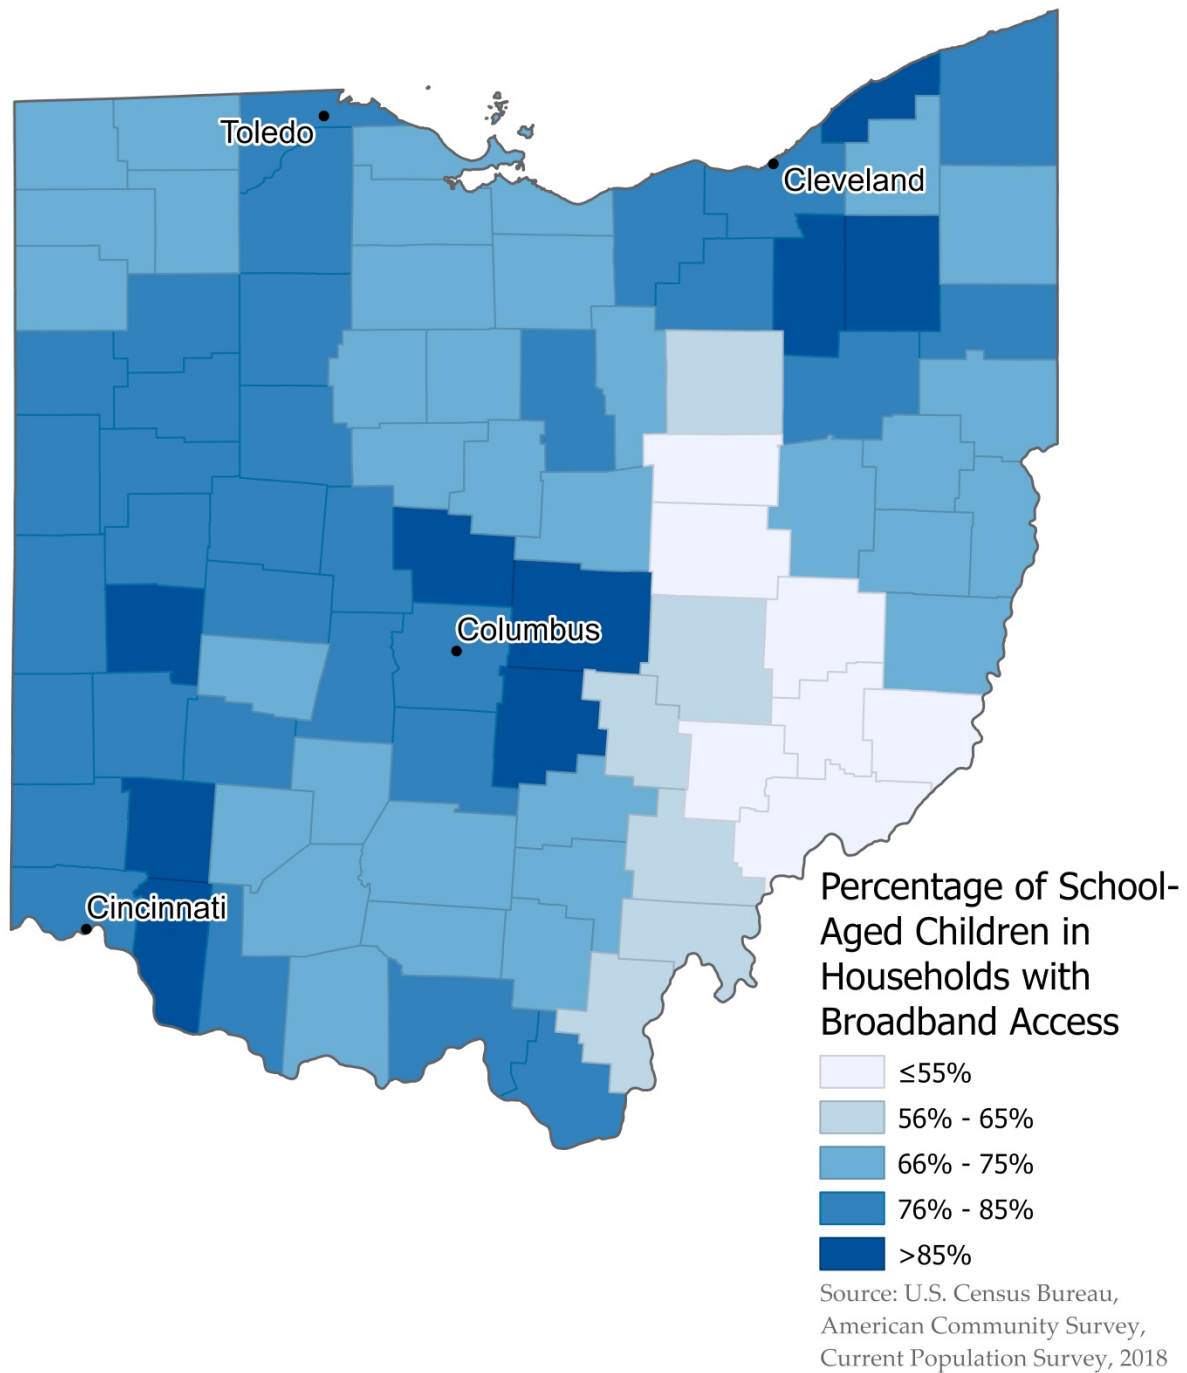 Toledo
Cleveland
Columbus
Cincinnati
Percentage of School-
Aged Children in
Households with
Broadband Access
≤55%
56% - 65%
66% - 75%
76% - 85%
>85%
Source: U.S. Census Bureau,
American Community Survey,
Current Population Survey, 2018